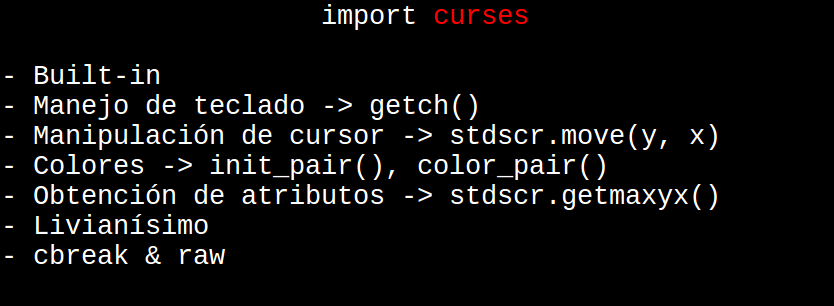 import curses
- Built-in
- Manejo de teclado -> getch()
- Manipulación de cursor -> stdscr.move(y, x)
- Colores -> init_pair(), color_pair()
- Obtención de atributos -> stdscr.getmaxyx()
- Livianísimo
- cbreak & raw